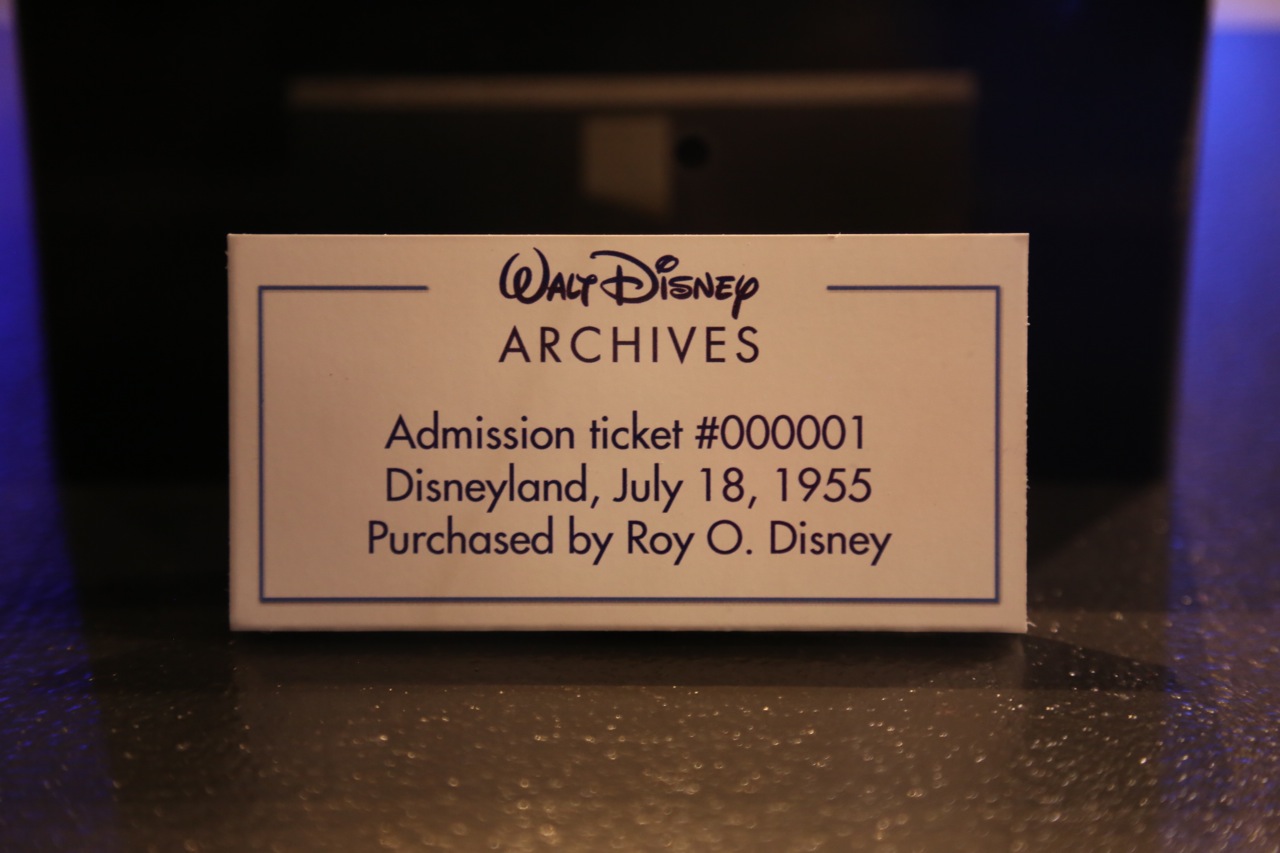 Walt Disney
ARCHIVES
Admission ticket #000001
Disneyland, July 18, 1955
Purchased by Roy O. Disney